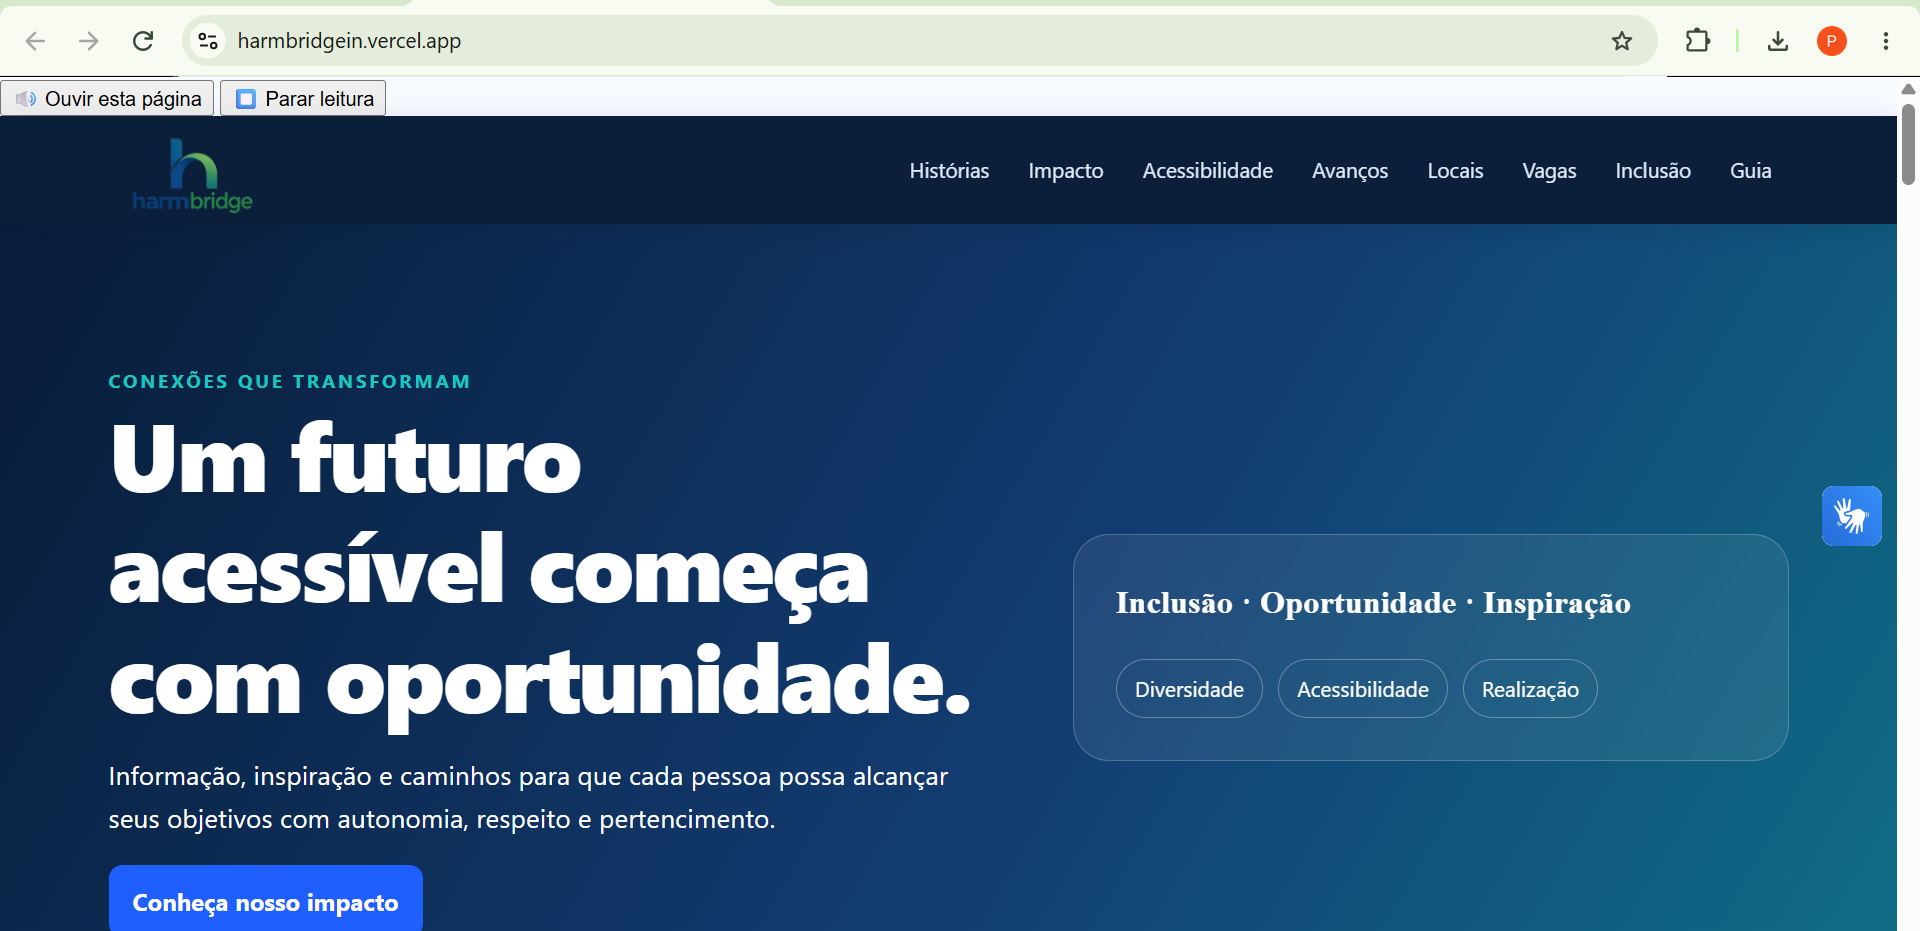 harmbridgein.vercel.app
P
Ouvir esta página
Parar leitura
h
harmbridge
Histórias
Impacto
Acessibilidade
Avanços
Locais
Vagas
Inclusão
Guia
CONEXÕES QUE TRANSFORMAM
Um futuro
acessível começa
com oportunidade.
Informação, inspiração e caminhos para que cada pessoa possa alcançar
seus objetivos com autonomia, respeito e pertencimento.
Conheça nosso impacto
Inclusão · Oportunidade · Inspiração
Diversidade
Acessibilidade
Realização